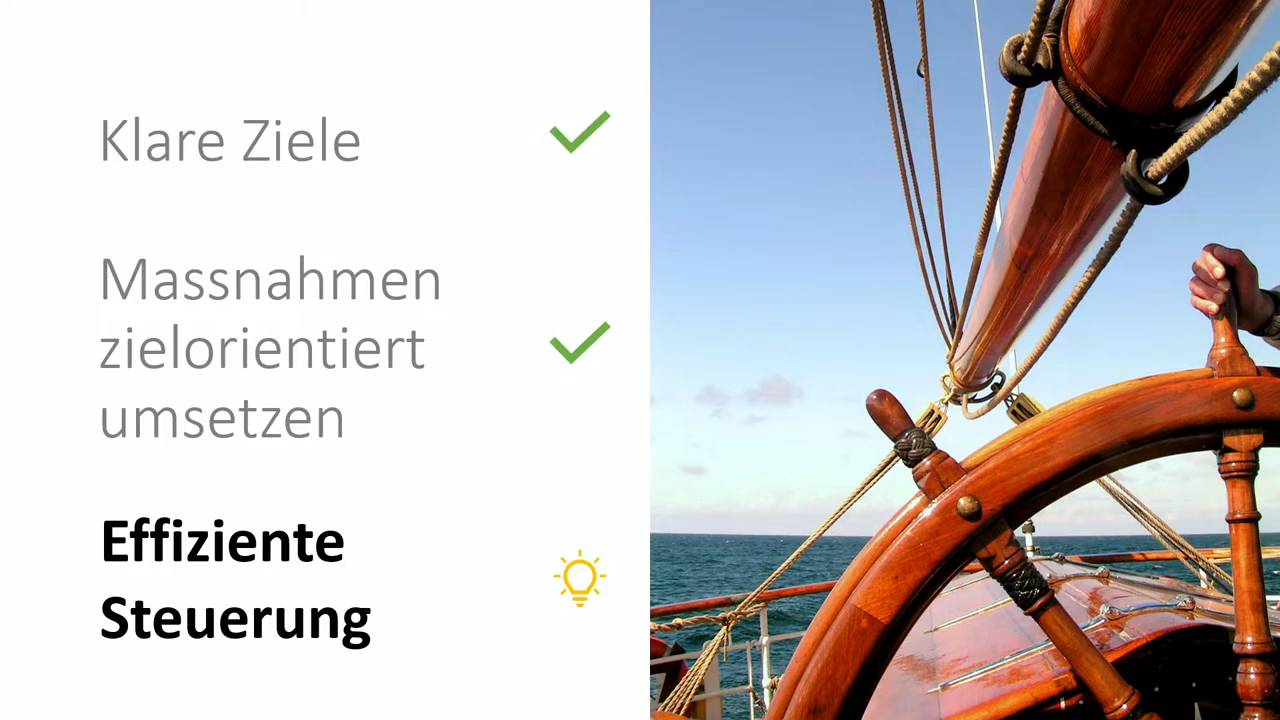 Klare Ziele
Massnahmen
zielorientiert
umsetzen
Effiziente
Steuerung